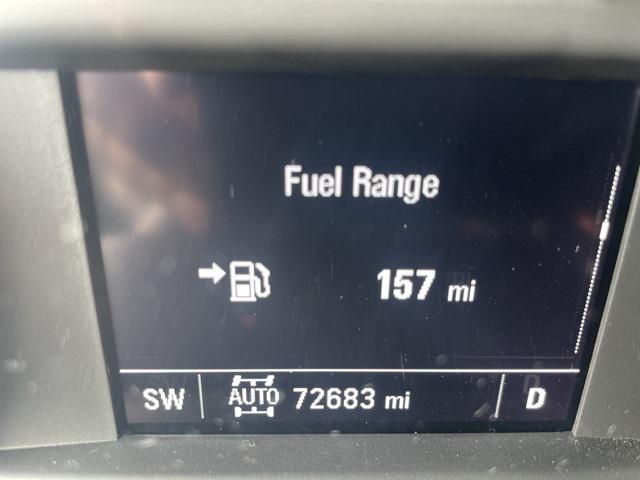 Fuel Range
157 mi
SW AUTO 72683 mi D